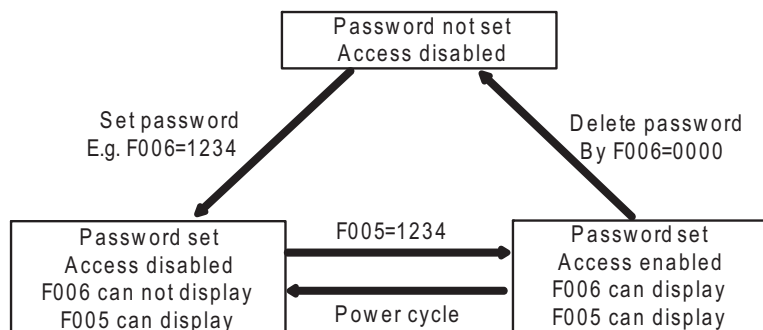 Password not set
Access disabled
Set password
E.g. F006=1234
Delete password
By F006=0000
Password set
Access disabled
F006 can not display
F005 can display
F005=1234
Power cycle
Password set
Access enabled
F006 can display
F005 can display